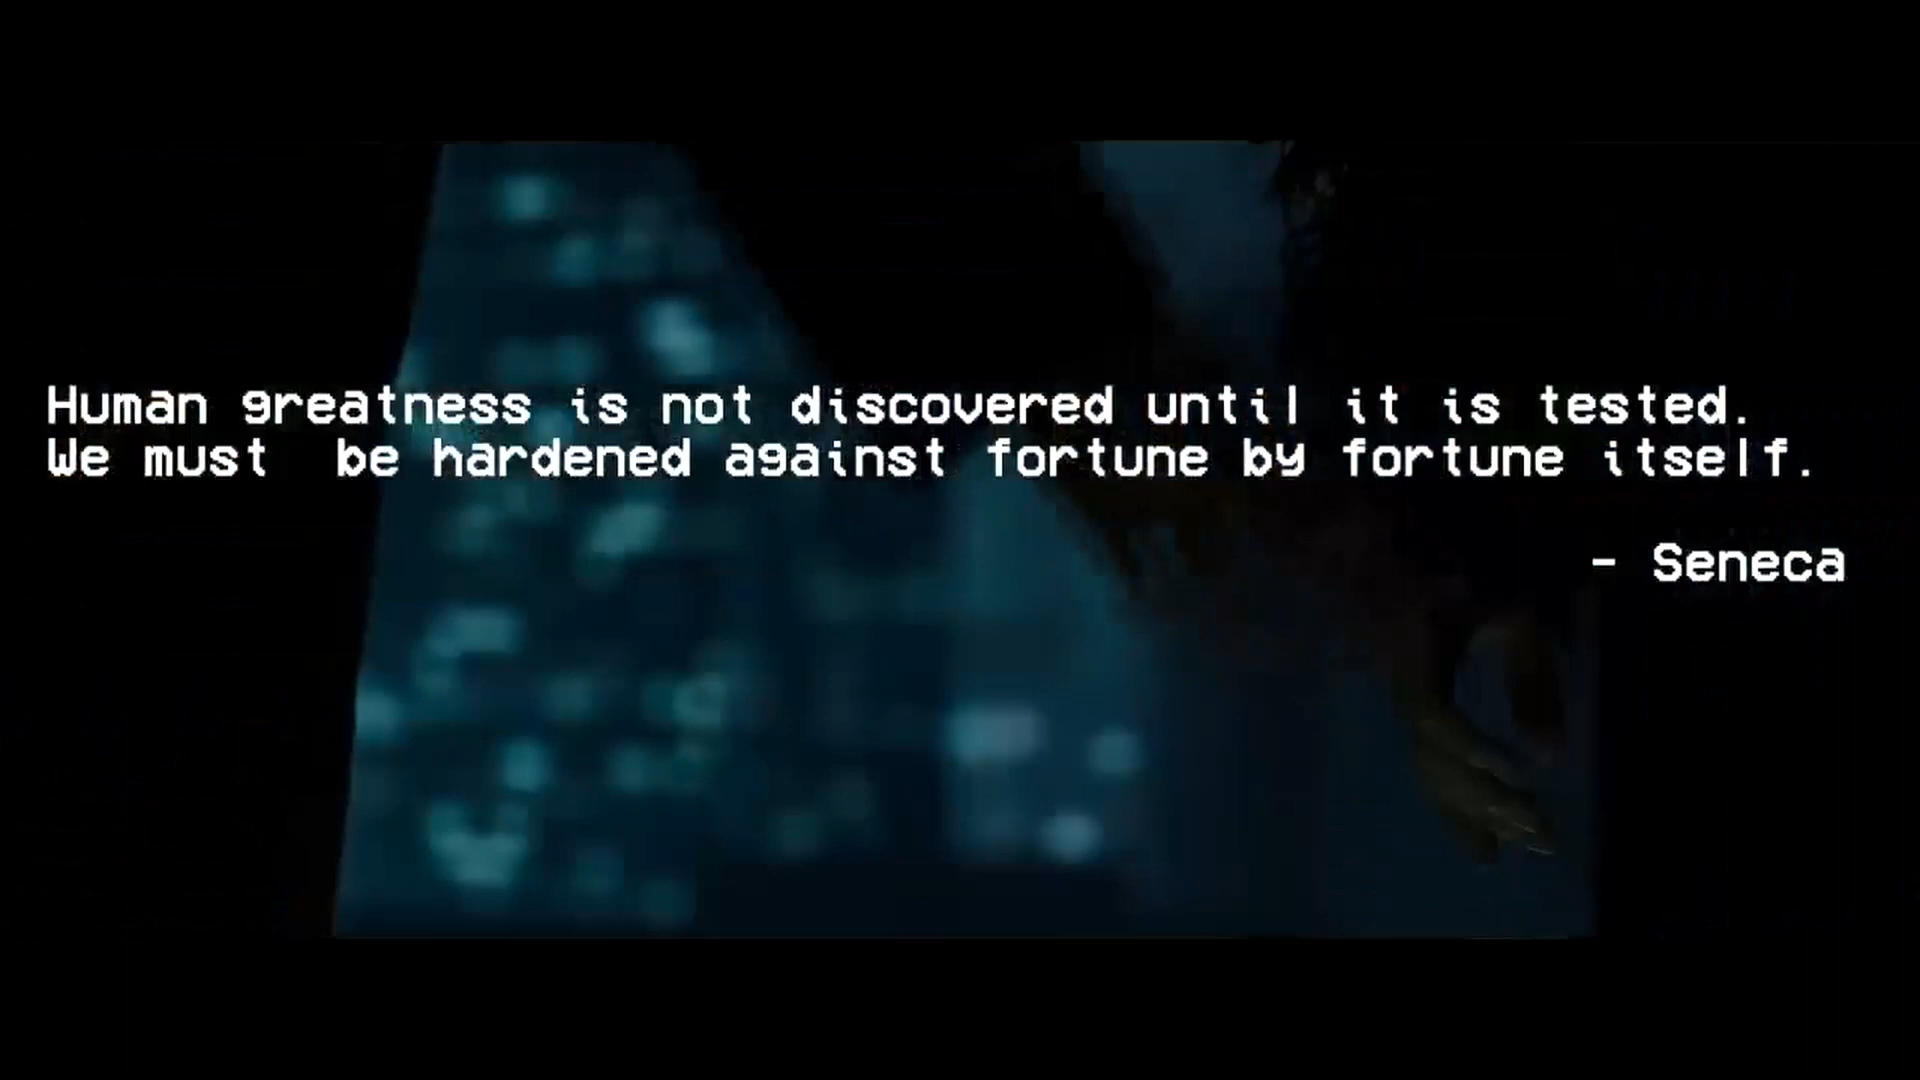 Human greatness is not discovered until it is tested.
We must  be hardened against fortune by fortune itself.
- Seneca